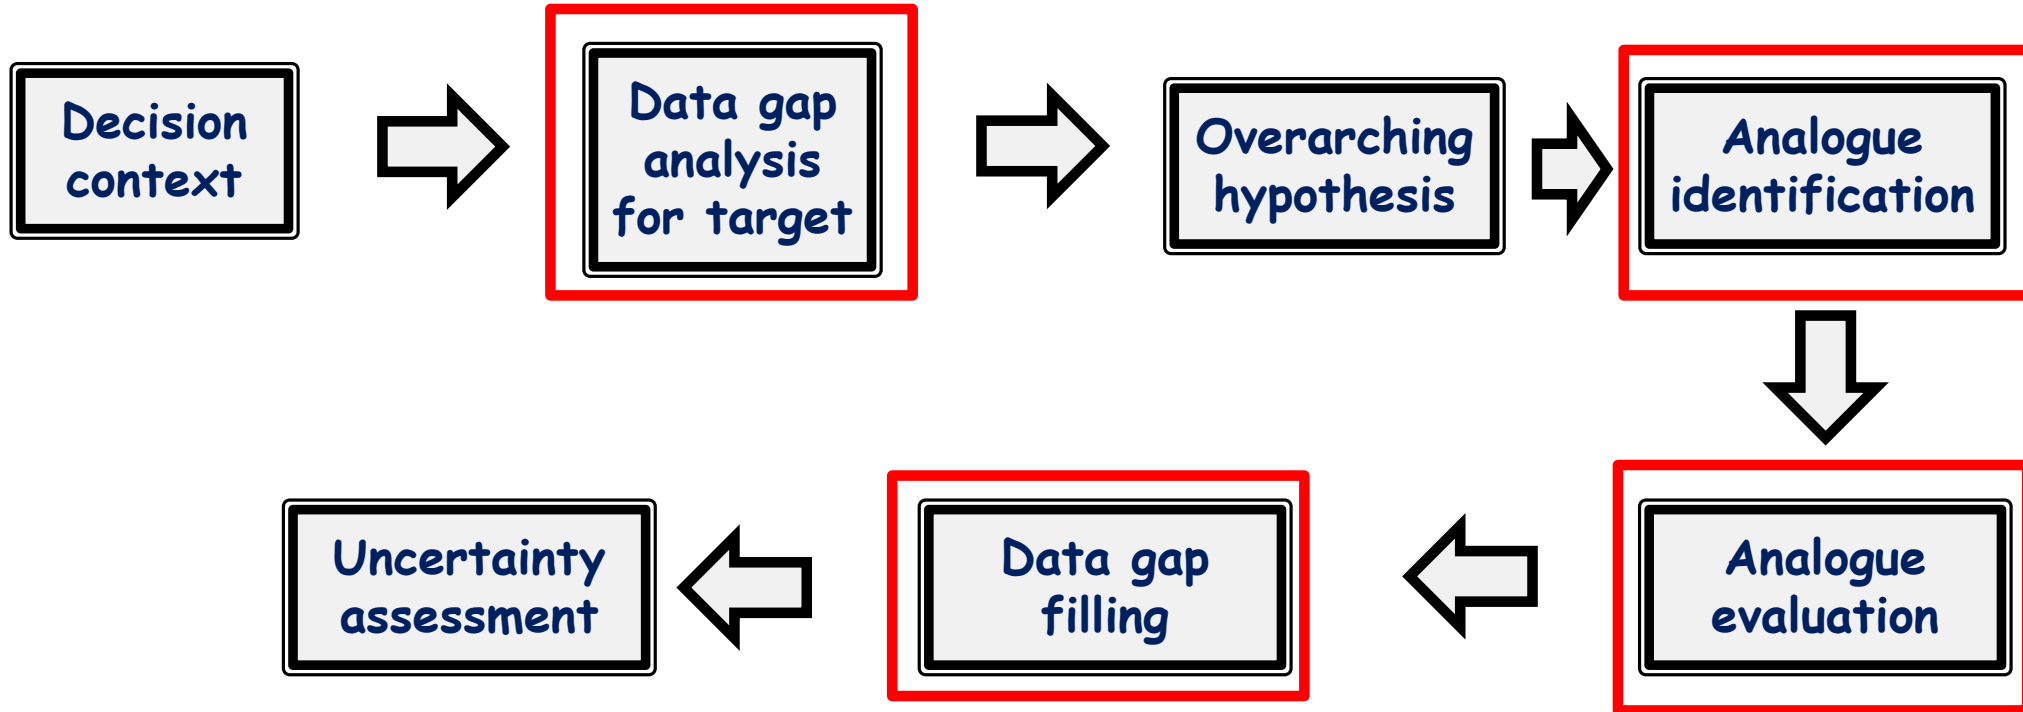 Decision
context
Data gap
analysis
for target
Overarching
hypothesis
Analogue
identification
Analogue
evaluation
Data gap
filling
Uncertainty
assessment